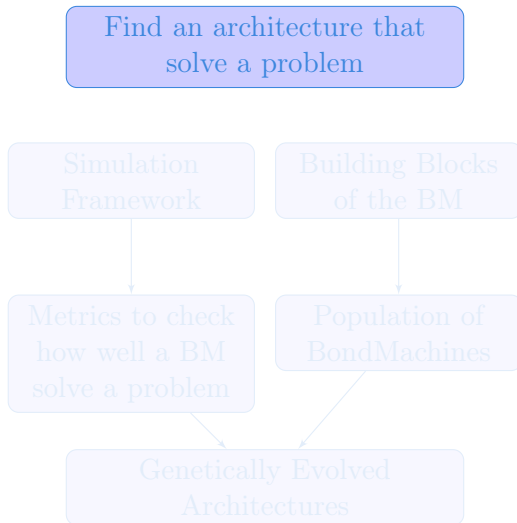 Find an architecture that
solve a problem
Simulation
Framework
Building Blocks
of the BM
Metrics to check
how well a BM
solve a problem
Population of
BondMachines
Genetically Evolved
Architectures